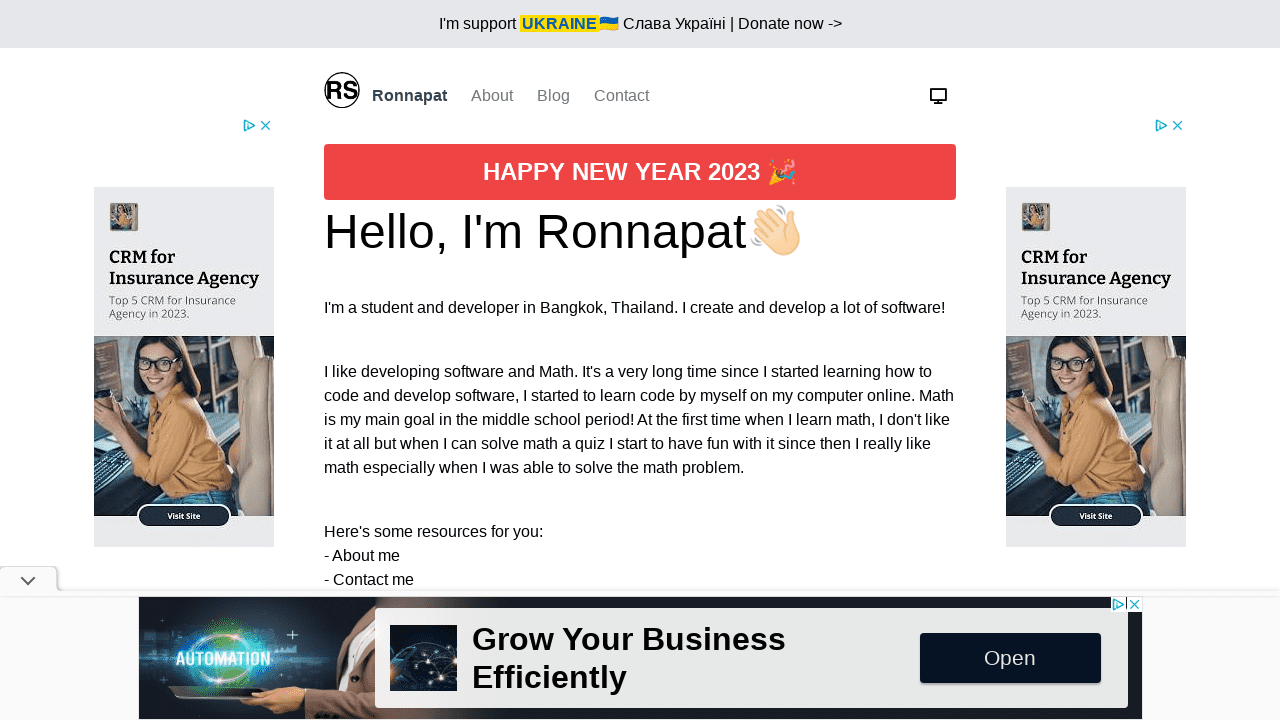 I'm support UKRAINE🇺🇦 Слава Україні | Donate now ->
RS Ronnapat About Blog Contact
HAPPY NEW YEAR 2023 🎉
Hello, I'm Ronnapat👋🏻
I'm a student and developer in Bangkok, Thailand. I create and develop a lot of software!
I like developing software and Math. It's a very long time since I started learning how to
code and develop software, I started to learn code by myself on my computer online. Math
is my main goal in the middle school period! At the first time when I learn math, I don't like
it at all but when I can solve math a quiz I start to have fun with it since then I really like
math especially when I was able to solve the math problem.
Here's some resources for you:
- About me
- Contact me
CRM for
Insurance Agency
Top 5 CRM for Insurance
Agency in 2023.
Visit Site
CRM for
Insurance Agency
Top 5 CRM for Insurance
Agency in 2023.
Visit Site
AUTOMATION
Grow Your Business
Efficiently
Open